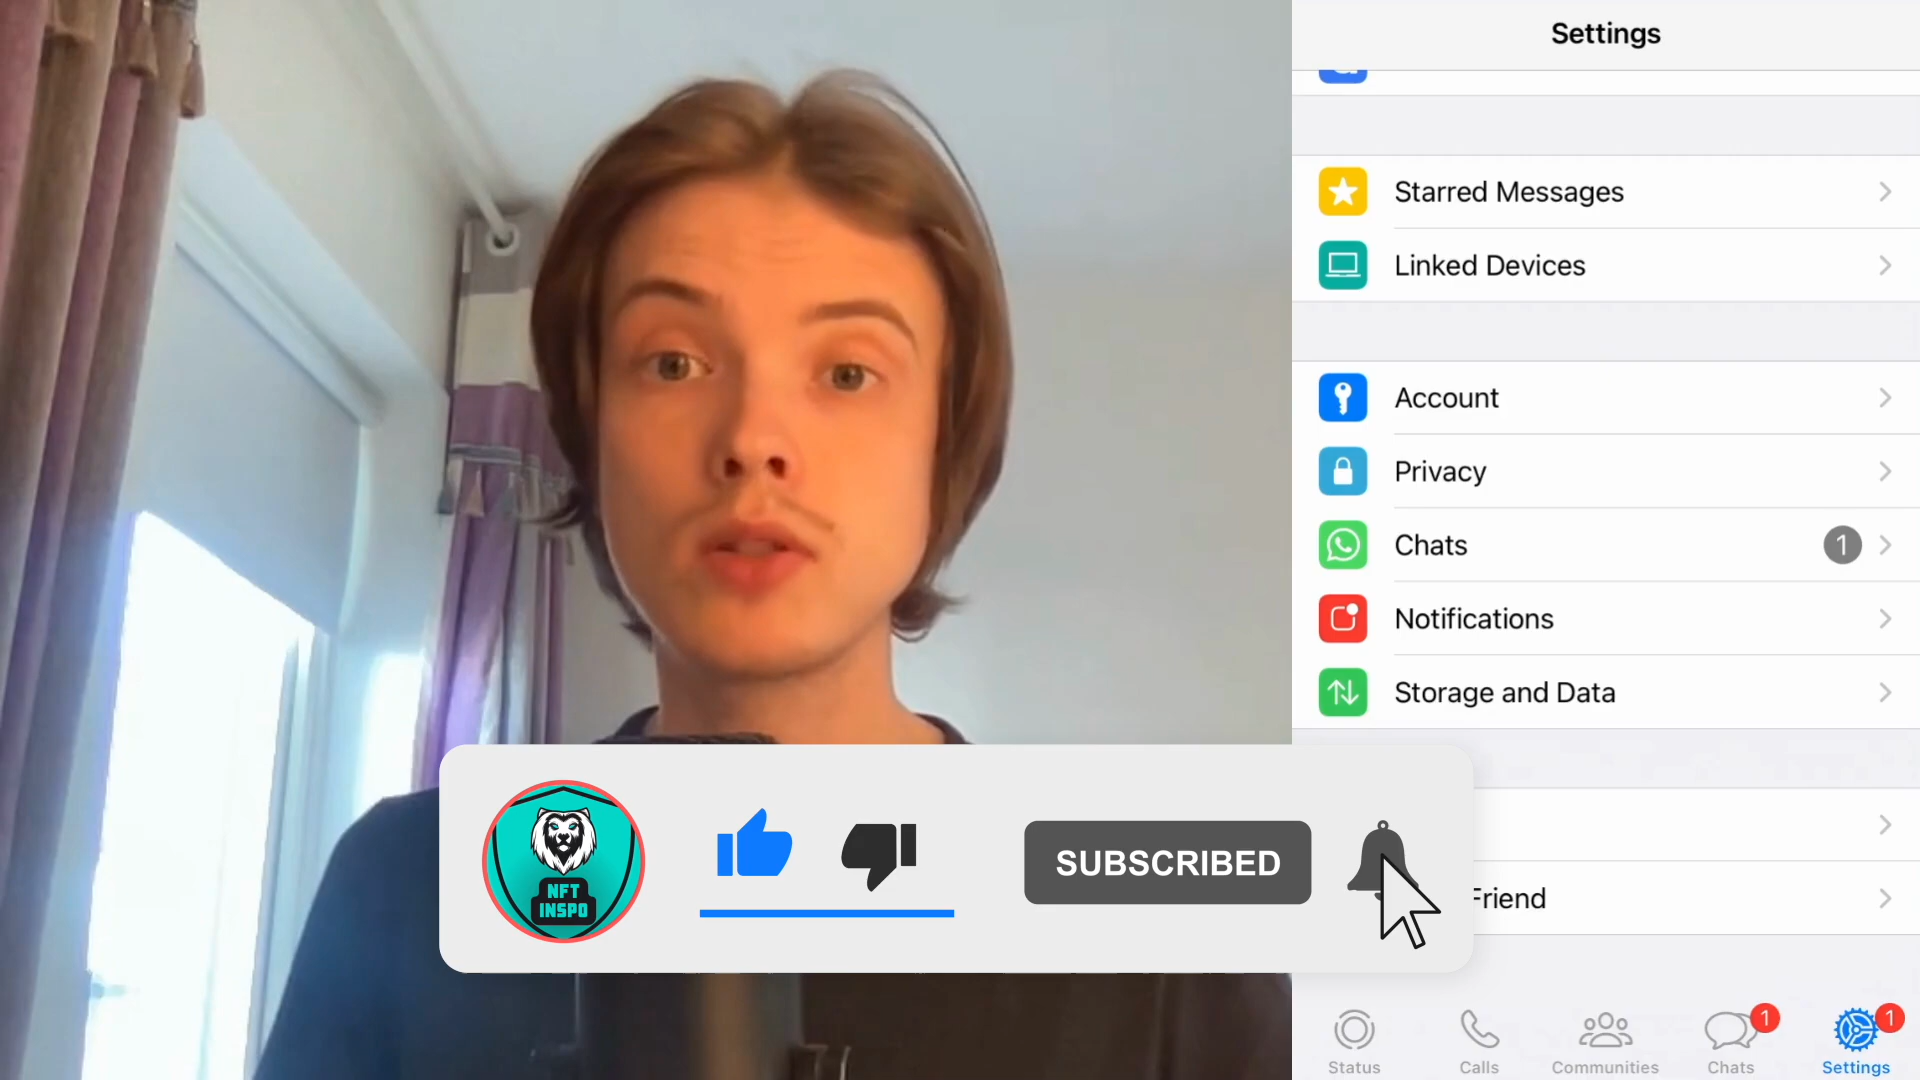 Settings
Starred Messages
Linked Devices
Account
Privacy
Chats
1
Notifications
Storage and Data
NFT
INSPO
SUBSCRIBED
Friend
1
1
Status
Calls
Communities
Chats
Settings